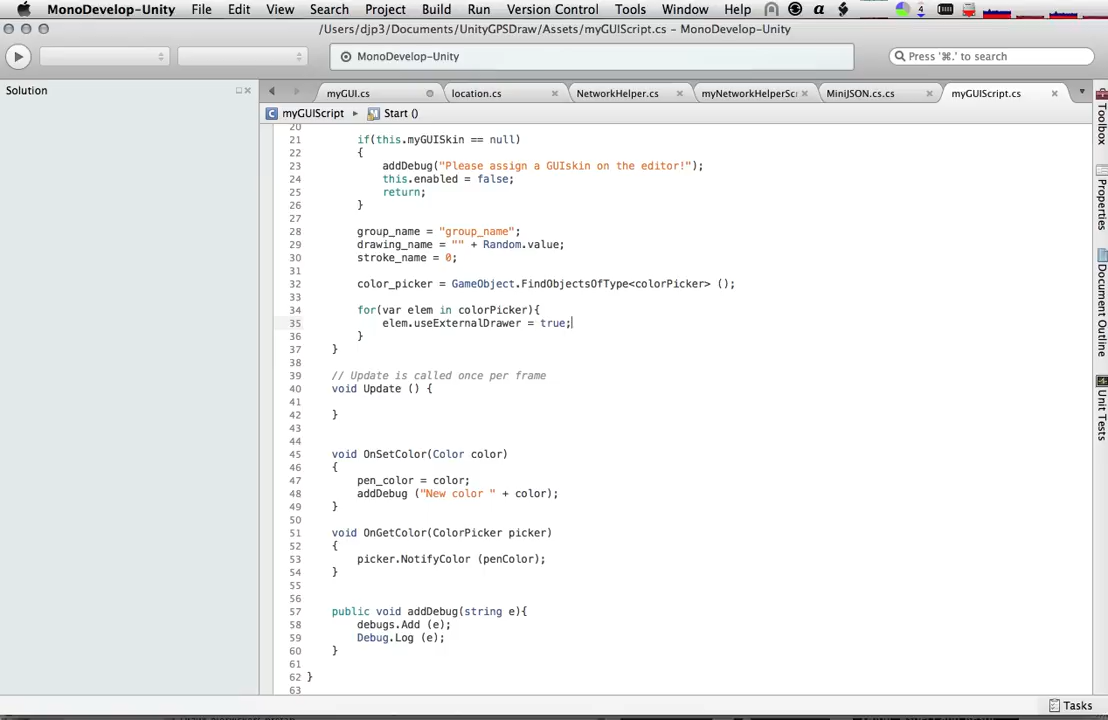 MonoDevelop-Unity File Edit View Search Project Build Run Version Control Tools Window Help 4
/Users/djp3/Documents/UnityGPSDraw/Assets/myGUIScript.cs – MonoDevelop-Unity
MonoDevelop-Unity
Press '⌘.' to search
Solution
myGUI.cs location.cs NetworkHelper.cs myNetworkHelperSc MiniJSON.cs.cs myGUIScript.cs
myGUIScript Start ()
20
21 if(this.myGUISkin == null)
22 {
23 addDebug("Please assign a GUIskin on the editor!");
24 this.enabled = false;
25 return;
26 }
27
28 group_name = "group_name";
29 drawing_name = "" + Random.value;
30 stroke_name = 0;
31
32 color_picker = GameObject.FindObjectsOfType<colorPicker> ();
33
34 for(var elem in colorPicker){
35 elem.useExternalDrawer = true;
36 }
37 }
38
39 // Update is called once per frame
40 void Update () {
41
42 }
43
44
45 void OnSetColor(Color color)
46 {
47 pen_color = color;
48 addDebug ("New color " + color);
49 }
50
51 void OnGetColor(ColorPicker picker)
52 {
53 picker.NotifyColor (penColor);
54 }
55
56
57 public void addDebug(string e){
58 debugs.Add (e);
59 Debug.Log (e);
60 }
61
62 }
63
Toolbox
Properties
Document Outline
Unit Tests
Tasks